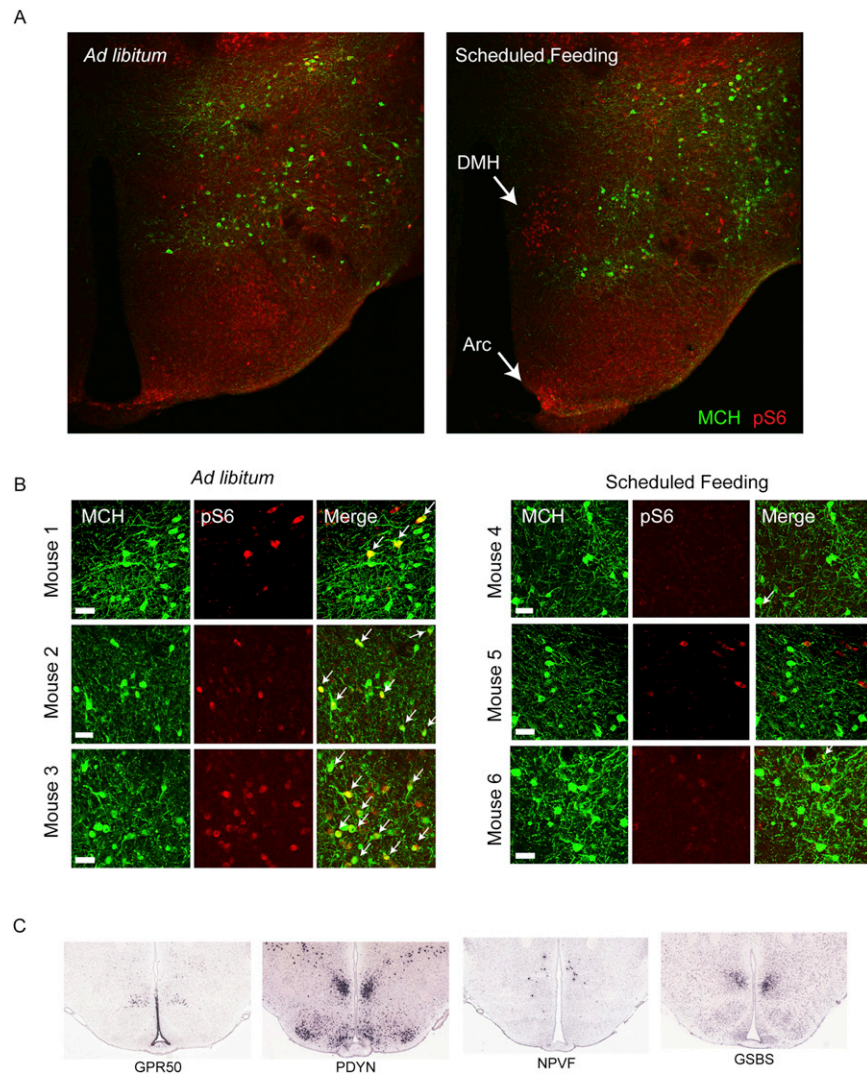 A
Ad libitum
Scheduled Feeding
DMH
Arc
MCH pS6
B
Ad libitum
Scheduled Feeding
Mouse 1
MCH
pS6
Merge
Mouse 2
Mouse 3
Mouse 4
MCH
pS6
Merge
Mouse 5
Mouse 6
C
GPR50
PDYN
NPVF
GSBS